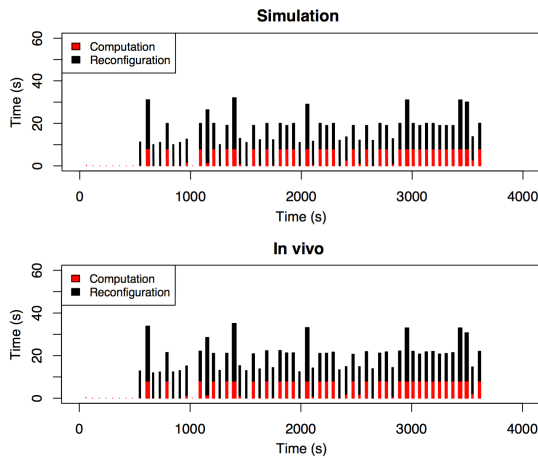 Simulation
Time (s)
60
40
20
0
Computation
Reconfiguration
0
1000
2000
3000
4000
Time (s)
In vivo
Time (s)
60
40
20
0
Computation
Reconfiguration
0
1000
2000
3000
4000
Time (s)